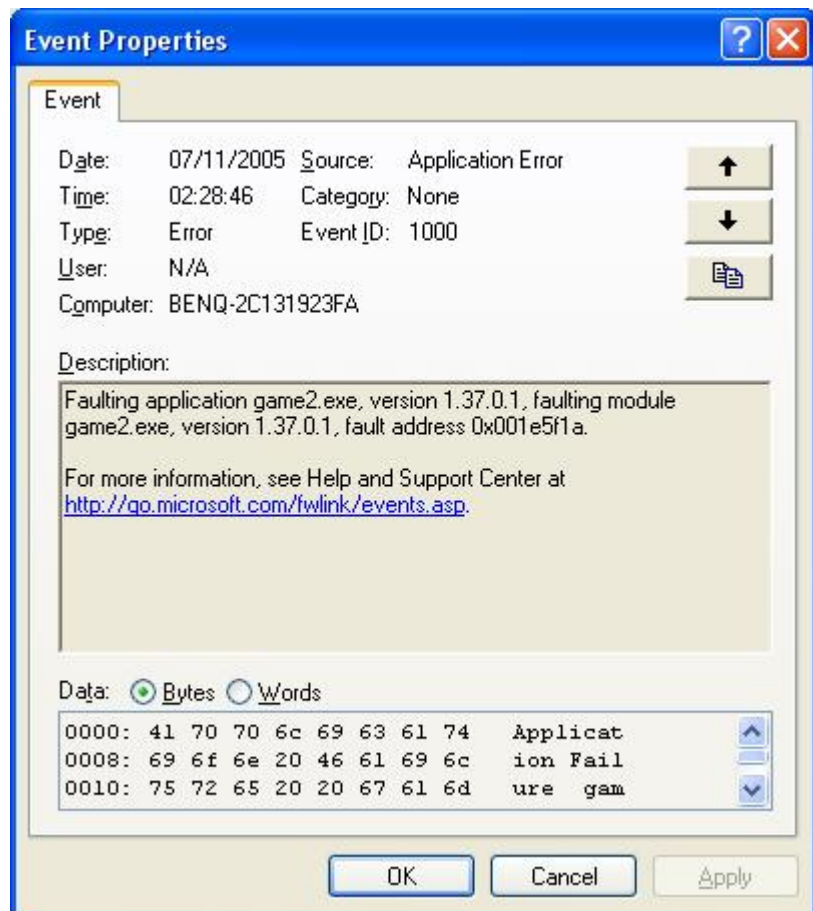 Event Properties
Event
Date: 07/11/2005 Source: Application Error
Time: 02:28:46 Category: None
Type: Error Event ID: 1000
User: N/A
Computer: BENQ-2C131923FA
Description:
Faulting application game2.exe, version 1.37.0.1, faulting module
game2.exe, version 1.37.0.1, fault address 0x001e5f1a.
For more information, see Help and Support Center at
http://go.microsoft.com/fwlink/events.asp.
Data: Bytes Words
0000: 41 70 70 6c 69 63 61 74 Applicat
0008: 69 6f 6e 20 46 61 69 6c ion Fail
0010: 75 72 65 20 20 67 61 6d ure  gam
OK Cancel Apply